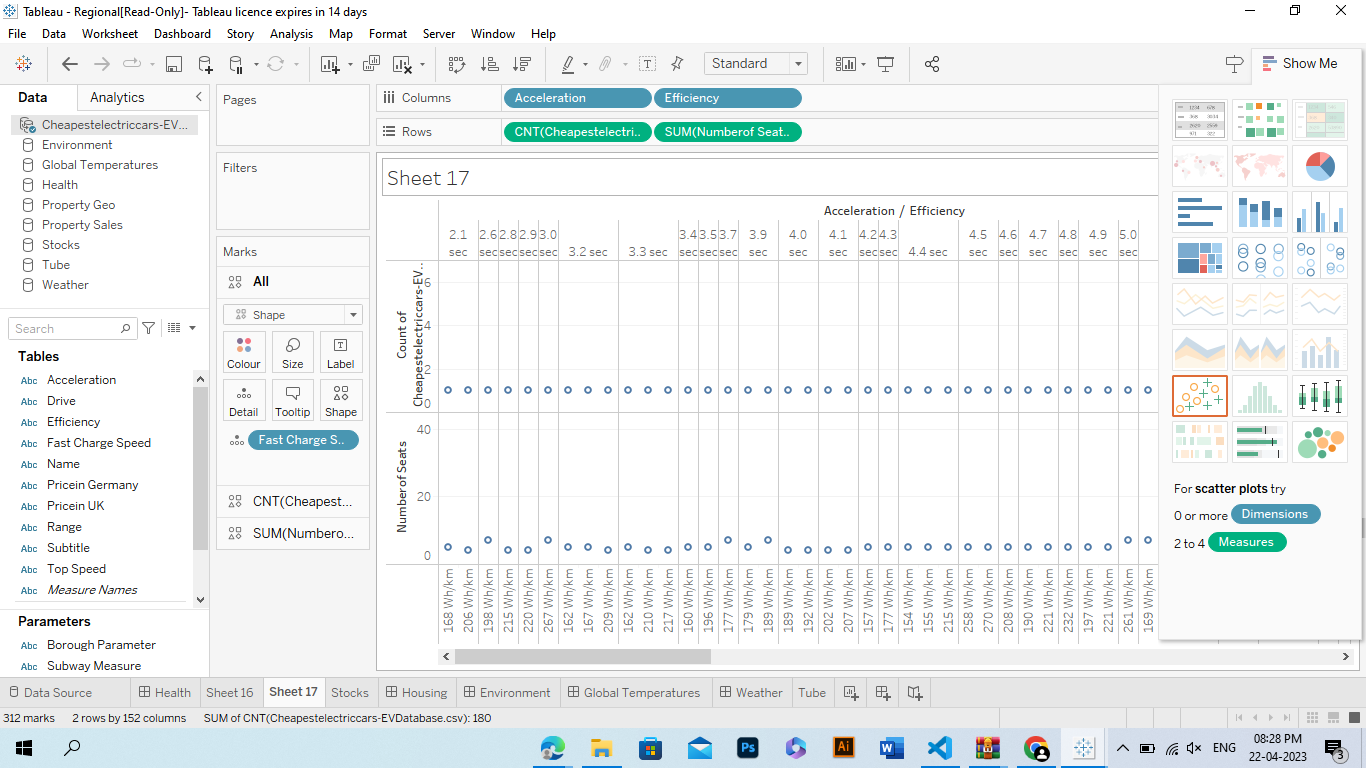 Tableau - Regional[Read-Only]- Tableau licence expires in 14 days
File Data Worksheet Dashboard Story Analysis Map Format Server Window Help
Standard
Show Me
Data Analytics
Cheapestelectriccars-EV...
Environment
Global Temperatures
Health
Property Geo
Property Sales
Stocks
Tube
Weather
Search
Tables
Abc Acceleration
Abc Drive
Abc Efficiency
Abc Fast Charge Speed
Abc Name
Abc Pricein Germany
Abc Pricein UK
Abc Range
Abc Subtitle
Abc Top Speed
Abc Measure Names
Parameters
Abc Borough Parameter
Abc Subway Measure
Pages
Filters
Marks
All
Shape
Colour Size Label
Detail Tooltip Shape
Fast Charge S..
CNT(Cheapest...
SUM(Numbero...
Columns Acceleration Efficiency
Rows CNT(Cheapestelectri.. SUM(Numberof Seat..
Sheet 17
Acceleration / Efficiency
2.1 sec 2.6 sec 2.8 sec 2.9 sec 3.0 sec 3.2 sec 3.3 sec 3.4 sec 3.5 sec 3.7 sec 3.9 sec 4.0 sec 4.1 sec 4.2 sec 4.3 sec 4.4 sec 4.5 sec 4.6 sec 4.7 sec 4.8 sec 4.9 sec 5.0 sec
Count of
Cheapestelectriccars-EV..
6
4
2
0
Number of Seats
40
20
0
168 Wh/km
206 Wh/km
198 Wh/km
215 Wh/km
220 Wh/km
267 Wh/km
162 Wh/km
167 Wh/km
209 Wh/km
162 Wh/km
210 Wh/km
217 Wh/km
160 Wh/km
196 Wh/km
177 Wh/km
179 Wh/km
189 Wh/km
189 Wh/km
192 Wh/km
202 Wh/km
207 Wh/km
157 Wh/km
177 Wh/km
154 Wh/km
155 Wh/km
215 Wh/km
258 Wh/km
270 Wh/km
208 Wh/km
190 Wh/km
221 Wh/km
232 Wh/km
197 Wh/km
221 Wh/km
261 Wh/km
169 Wh/km
For scatter plots try
0 or more Dimensions
2 to 4 Measures
Data Source Health Sheet 16 Sheet 17 Stocks Housing Environment Global Temperatures Weather Tube
312 marks 2 rows by 152 columns SUM of CNT(Cheapestelectriccars-EVDatabase.csv): 180
Ps Ai W
ENG
08:28 PM
22-04-2023
3